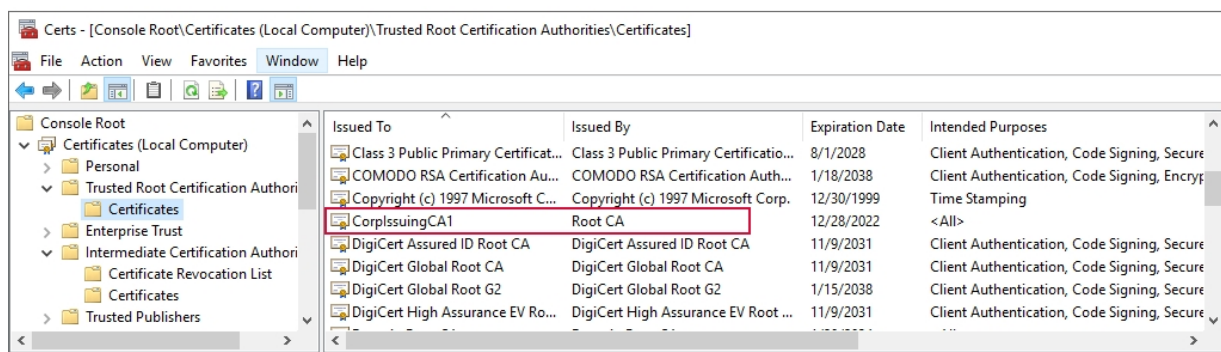 Certs - [Console Root\Certificates (Local Computer)\Trusted Root Certification Authorities\Certificates]
File Action View Favorites Window Help
Console Root
Certificates (Local Computer)
Personal
Trusted Root Certification Authori
Certificates
Enterprise Trust
Intermediate Certification Authori
Certificate Revocation List
Certificates
Trusted Publishers
Issued To Issued By Expiration Date Intended Purposes
Class 3 Public Primary Certificat... Class 3 Public Primary Certificatio... 8/1/2028 Client Authentication, Code Signing, Secure
COMODO RSA Certification Au... COMODO RSA Certification Auth... 1/18/2038 Client Authentication, Code Signing, Encryp
Copyright (c) 1997 Microsoft C... Copyright (c) 1997 Microsoft Corp. 12/30/1999 Time Stamping
CorpIssuingCA1 Root CA 12/28/2022 <All>
DigiCert Assured ID Root CA DigiCert Assured ID Root CA 11/9/2031 Client Authentication, Code Signing, Secure
DigiCert Global Root CA DigiCert Global Root CA 11/9/2031 Client Authentication, Code Signing, Secure
DigiCert Global Root G2 DigiCert Global Root G2 1/15/2038 Client Authentication, Code Signing, Secure
DigiCert High Assurance EV Ro... DigiCert High Assurance EV Root ... 11/9/2031 Client Authentication, Code Signing, Secure